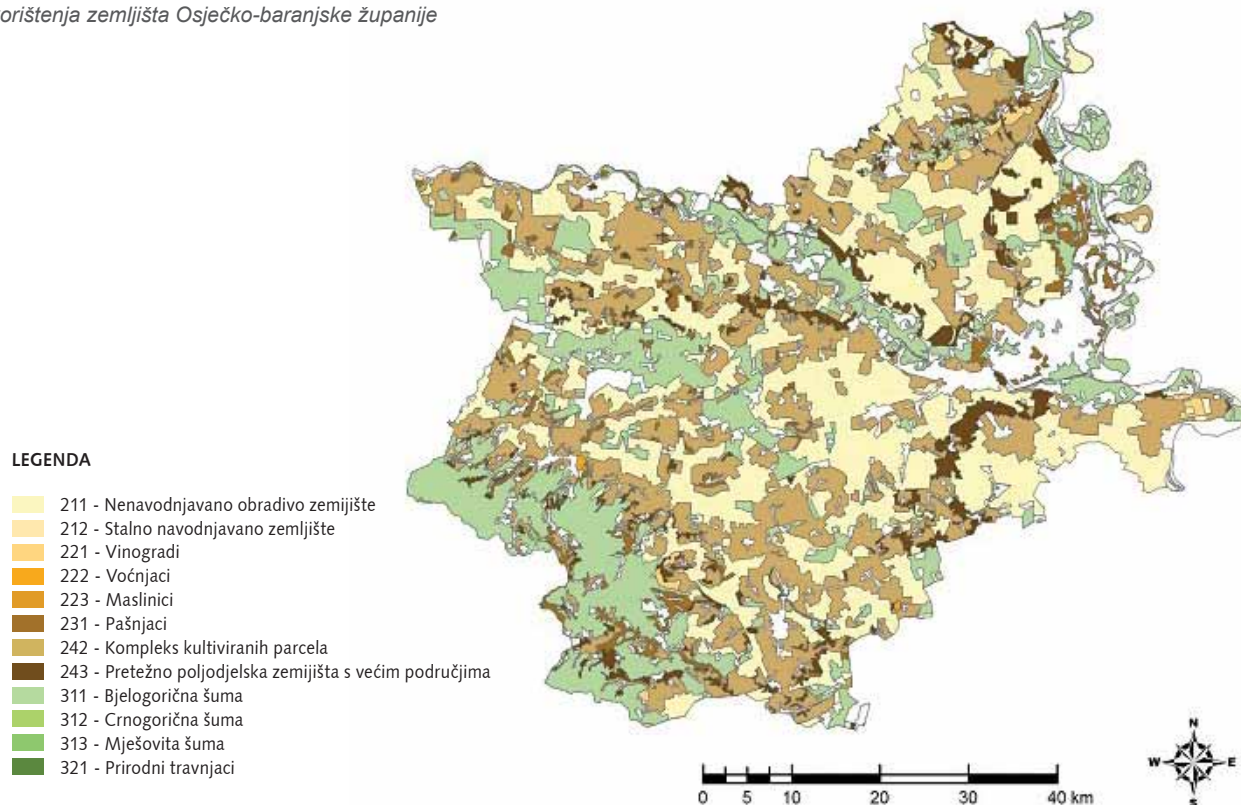 orištenja zemljišta Osječko-baranjske županije
LEGENDA
211 - Nenavodnjavano obradivo zemijište
212 - Stalno navodnjavano zemljište
221 - Vinogradi
222 - Voćnjaci
223 - Maslinici
231 - Pašnjaci
242 - Kompleks kultiviranih parcela
243 - Pretežno poljodjelska zemijišta s većim područjima
311 - Bjelogorična šuma
312 - Crnogorična šuma
313 - Mješovita šuma
321 - Prirodni travnjaci
N
W E
S
0 5 10 20 30 40 km